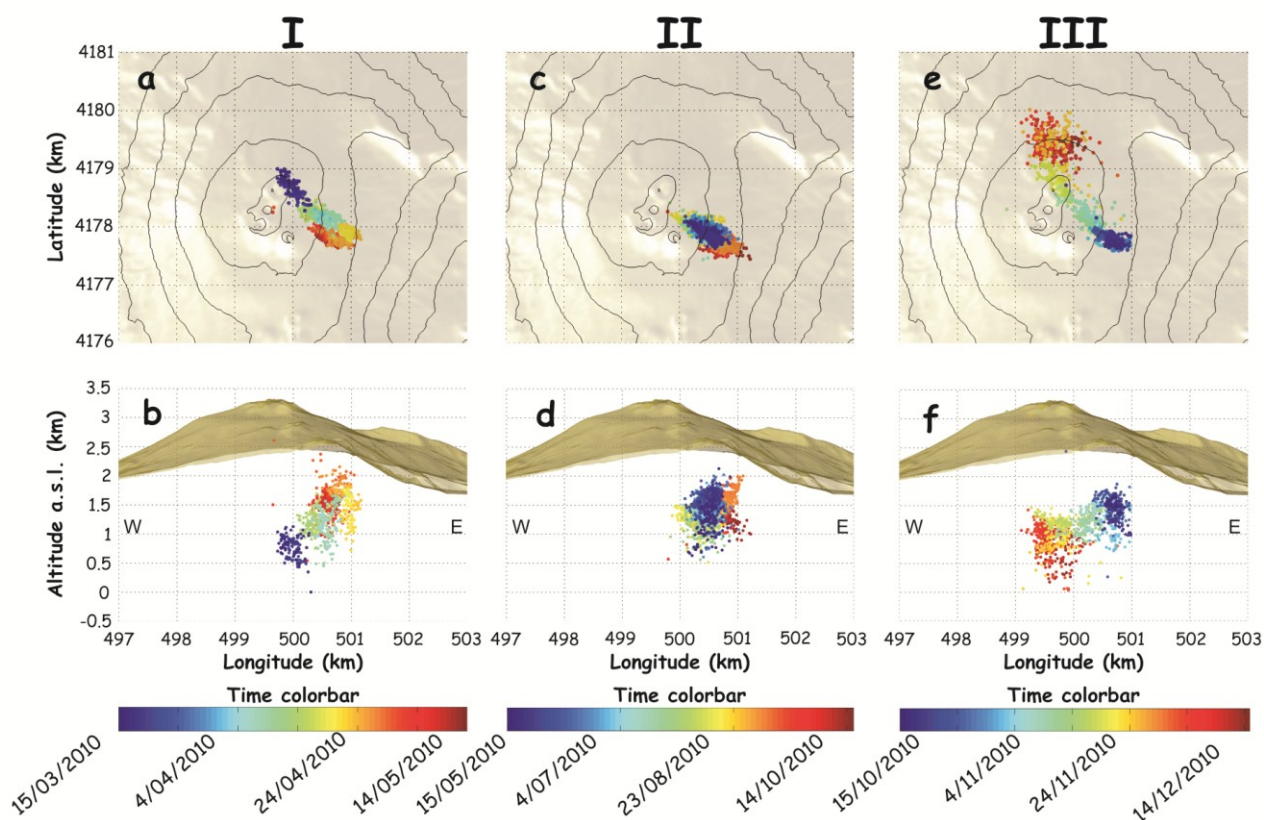 I II III
4181
a c e
4180
4179
4178
4177
4176
Latitude (km)
3.5
b d f
3
2.5
2
1.5
W E W E W E
1
0.5
0
-0.5
Altitude a.s.l. (km)
497 498 499 500 501 502 503 497 498 499 500 501 502 503 497 498 499 500 501 502 503
Longitude (km) Longitude (km) Longitude (km)
Time colorbar Time colorbar Time colorbar
15/03/2010 4/04/2010 24/04/2010 14/05/2010 15/05/2010 4/07/2010 23/08/2010 14/10/2010 15/10/2010 4/11/2010 24/11/2010 14/12/2010